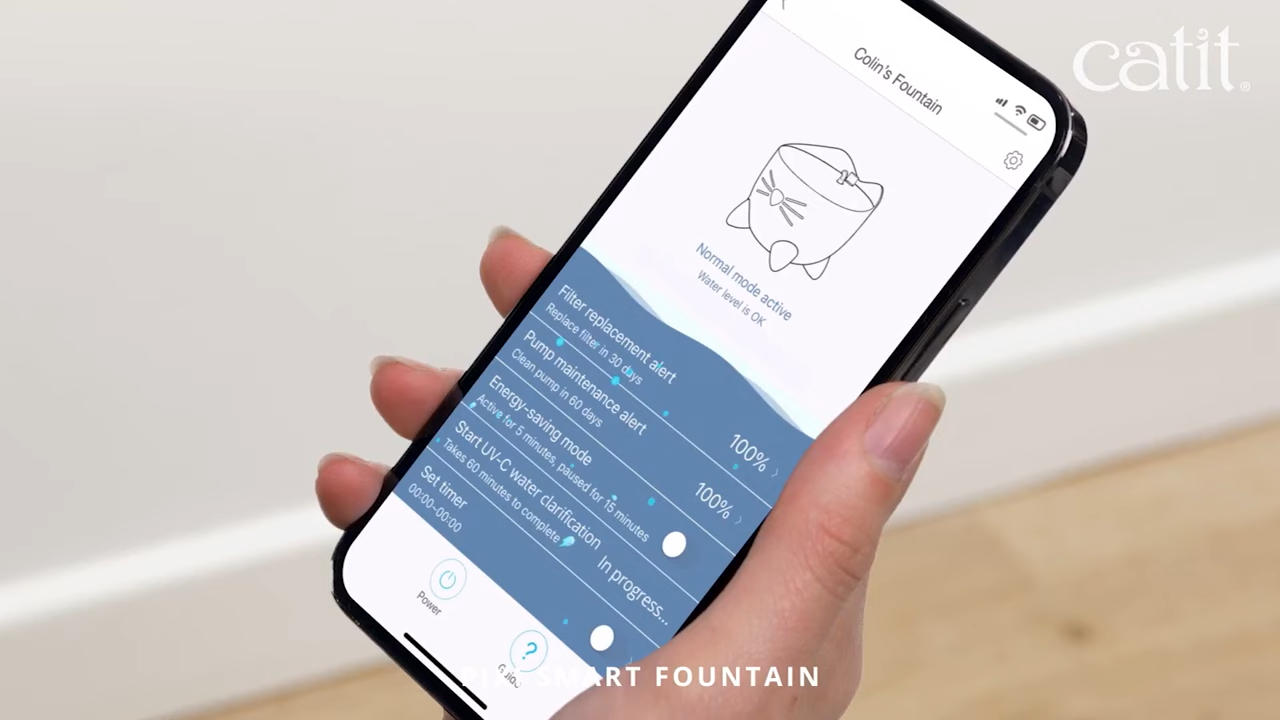 catit®
Colin's Fountain
Normal mode active
Water level is OK
Filter replacement alert
Replace filter in 30 days
100%
Pump maintenance alert
Clean pump in 60 days
100%
Energy-saving mode
Active for 5 minutes, paused for 15 minutes
Start UV-C water clarification
Takes 60 minutes to complete
In progress...
Set timer
00:00-00:00
Power
?
Guide
SMART FOUNTAIN